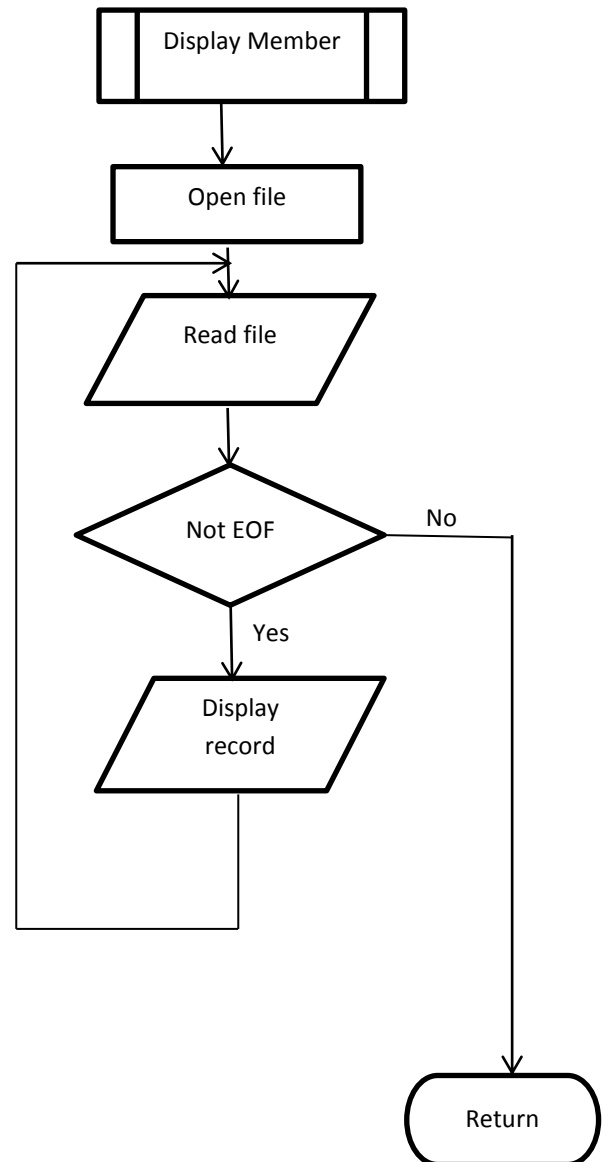 Display Member
Open file
Read file
Not EOF
No
Yes
Display
record
Return